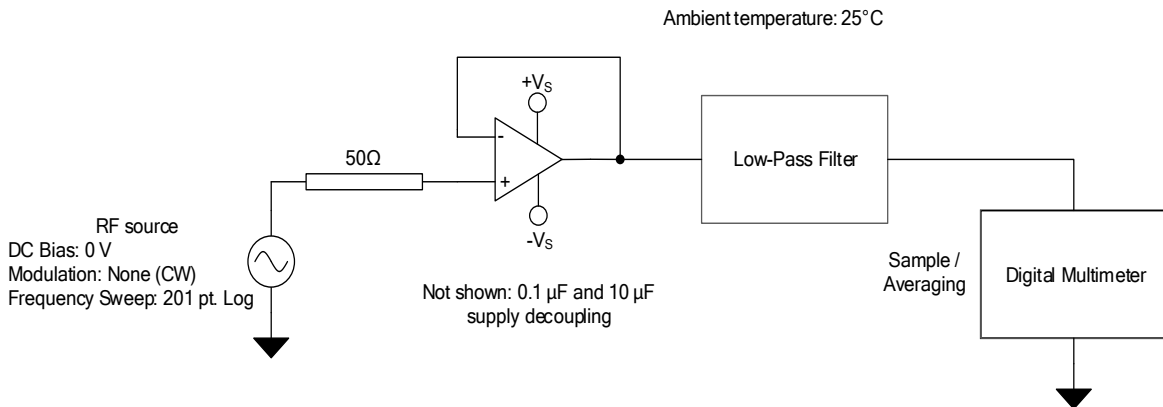 Ambient temperature: 25°C
+VS
-
50Ω
+
Low-Pass Filter
-VS
RF source
DC Bias: 0 V
Modulation: None (CW)
Frequency Sweep: 201 pt. Log
Not shown: 0.1 µF and 10 µF
supply decoupling
Sample /
Averaging
Digital Multimeter